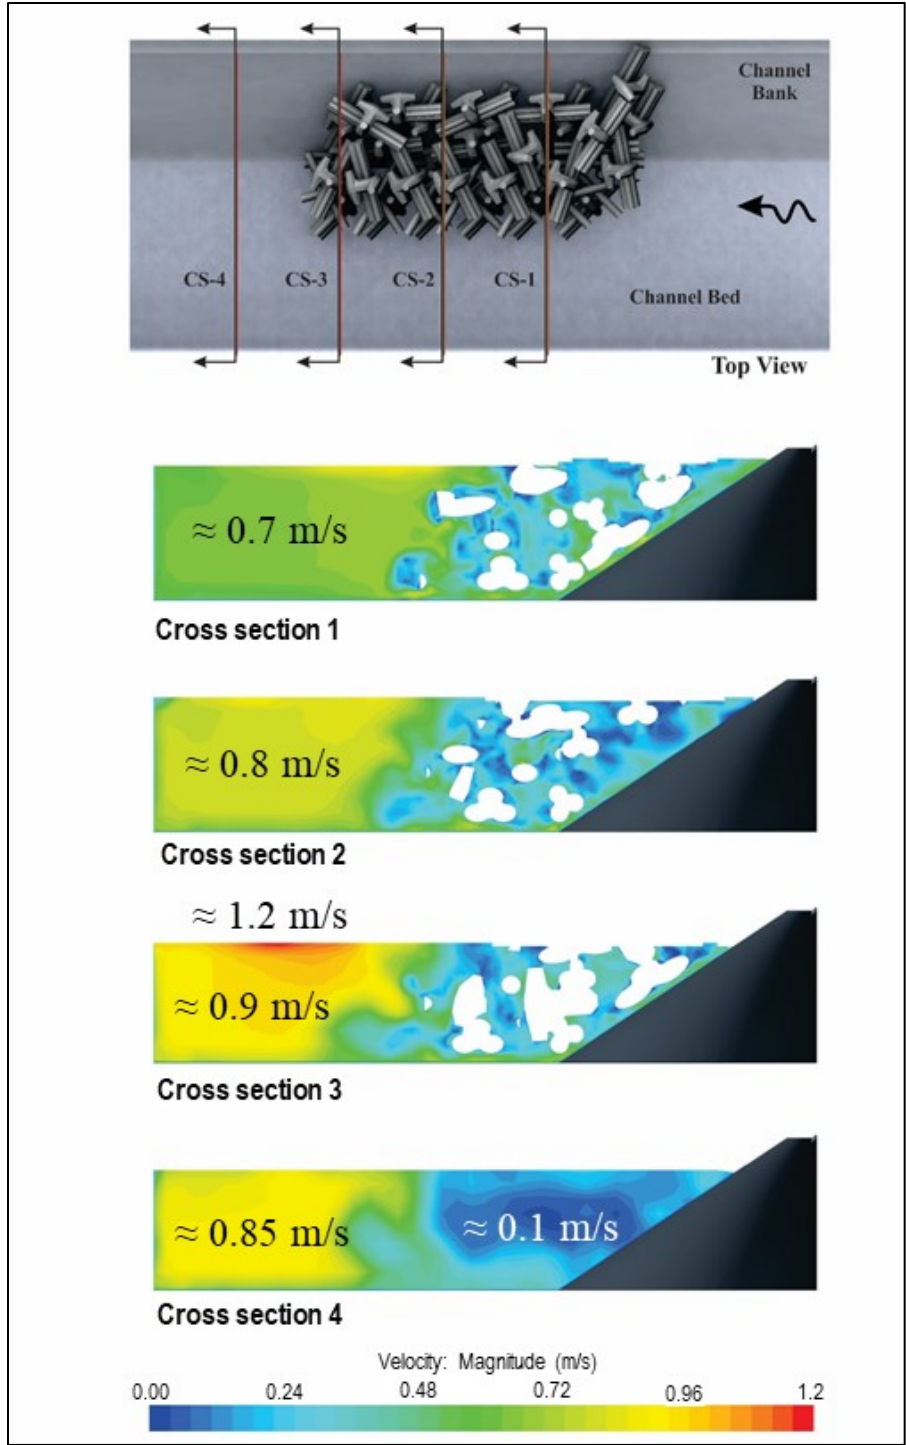 Channel
Bank
CS-4 CS-3 CS-2 CS-1
Channel Bed
Top View
≈ 0.7 m/s
Cross section 1
≈ 0.8 m/s
Cross section 2
≈ 1.2 m/s
≈ 0.9 m/s
Cross section 3
≈ 0.85 m/s ≈ 0.1 m/s
Cross section 4
Velocity: Magnitude (m/s)
0.00 0.24 0.48 0.72 0.96 1.2